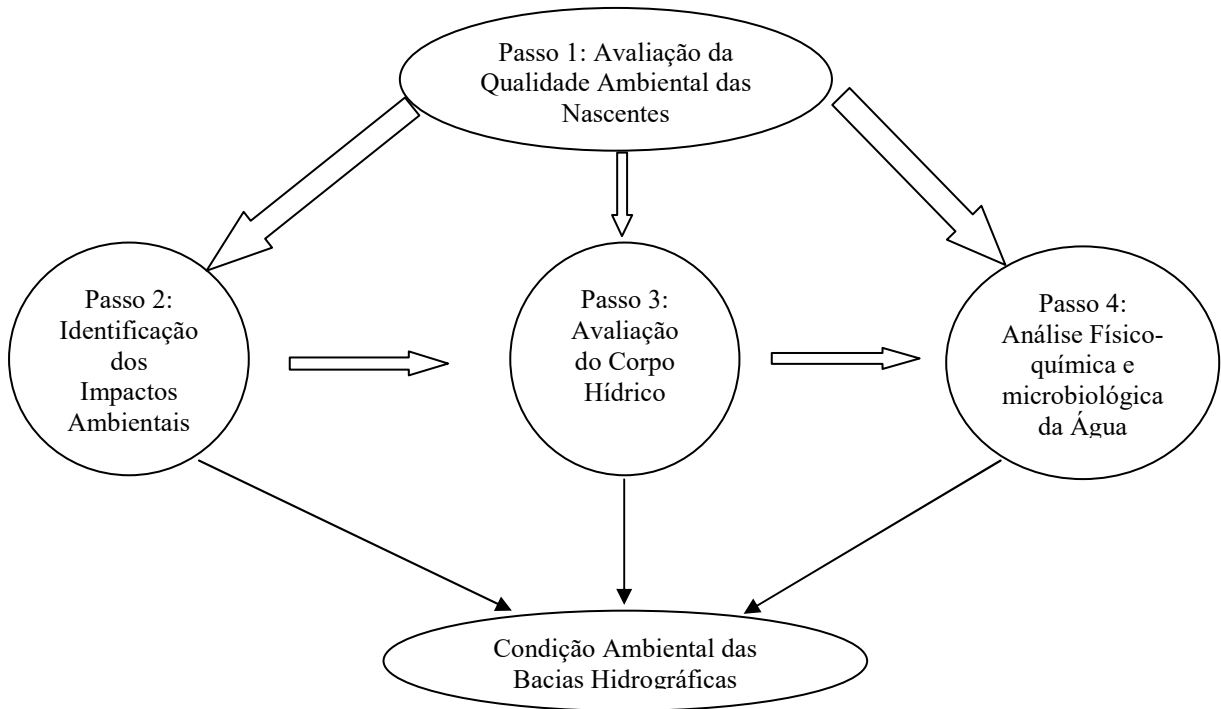 Passo 1: Avaliação da
Qualidade Ambiental das
Nascentes
Passo 2:
Identificação
dos
Impactos
Ambientais
Passo 3:
Avaliação
do Corpo
Hídrico
Passo 4:
Análise Físico-
química e
microbiológica
da Água
Condição Ambiental das
Bacias Hidrográficas